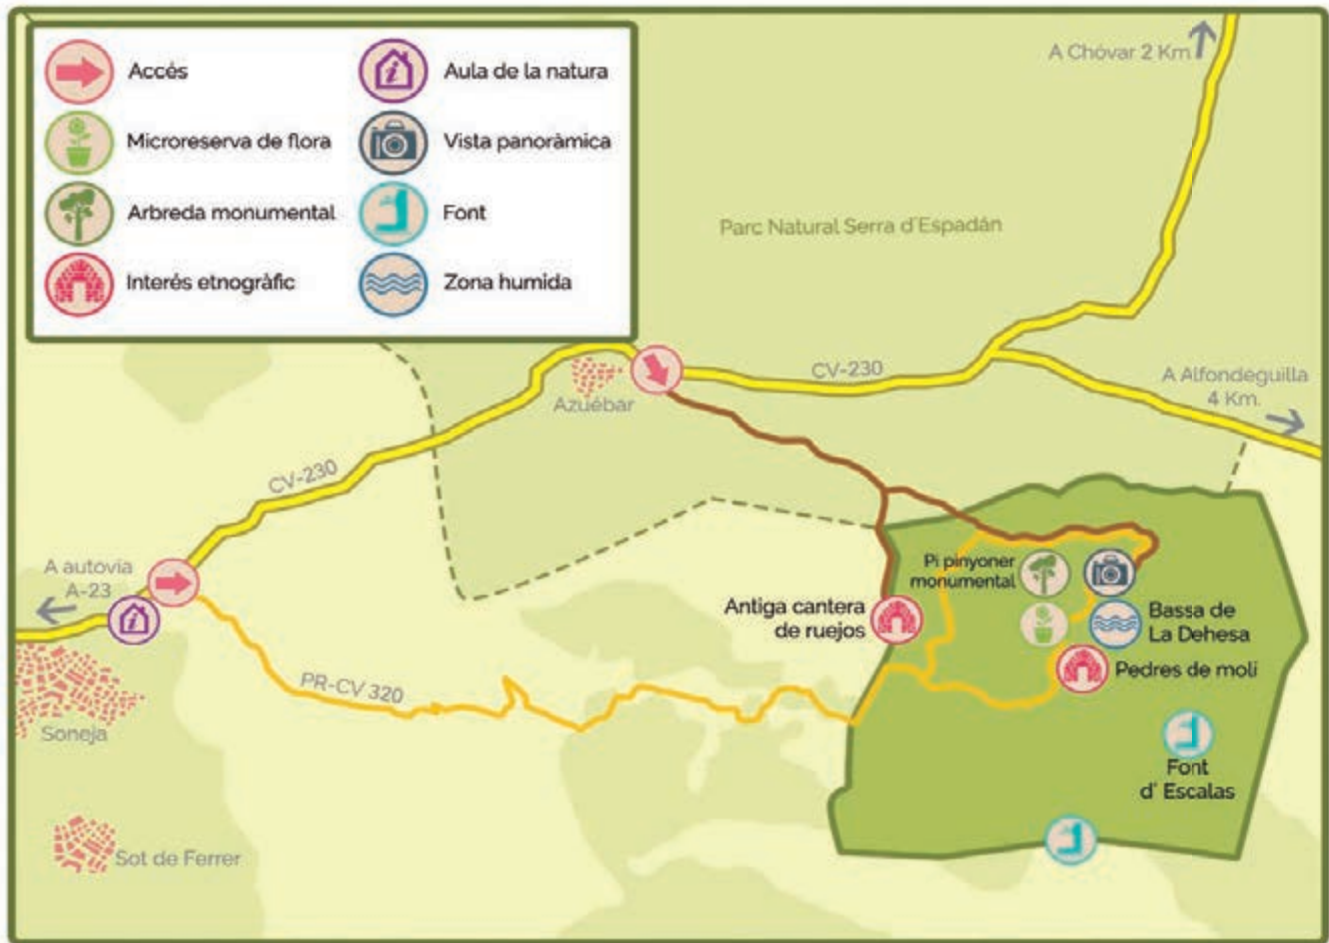 Accés
Microreserva de flora
Arbreda monumental
Interés etnogràfic
Aula de la natura
Vista panoràmica
Font
Zona humida
A Chóvar 2 Km
Parc Natural Serra d'Espadán
CV-230
A Alfondeguilla
4 Km.
Azuébar
CV-230
A autovia
A-23
Pi pinyoner
monumental
Antiga cantera
de ruejos
Bassa de
La Dehesa
Pedres de molí
PR-CV 320
Soneja
Font
d' Escalas
Sot de Ferrer